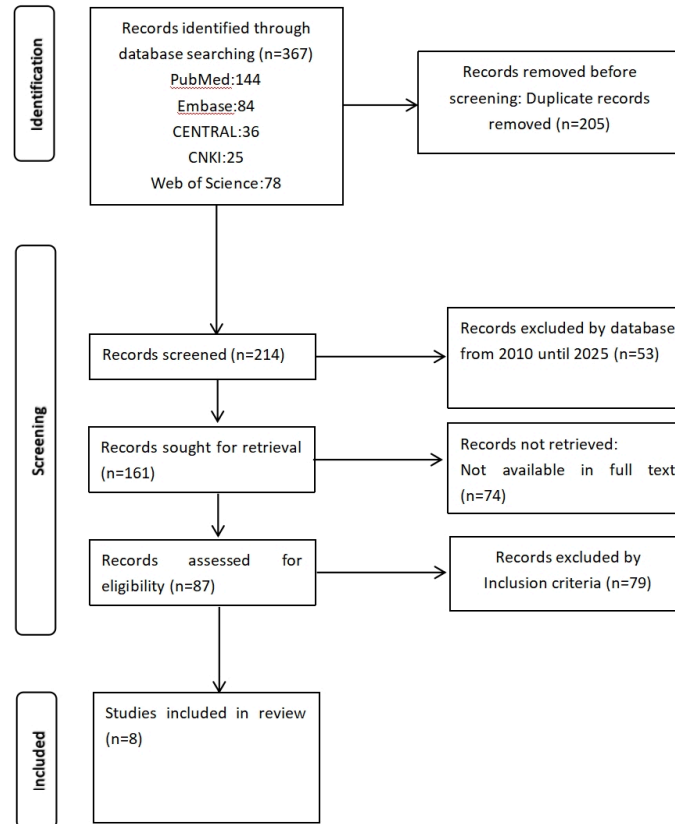 Identification
Records identified through
database searching (n=367)
PubMed:144
Embase:84
CENTRAL:36
CNKI:25
Web of Science:78
Records removed before
screening: Duplicate records
removed (n=205)
Screening
Records screened (n=214)
Records excluded by database
from 2010 until 2025 (n=53)
Records sought for retrieval
(n=161)
Records not retrieved:
Not available in full text
(n=74)
Records assessed for
eligibility (n=87)
Records excluded by
Inclusion criteria (n=79)
Included
Studies included in review
(n=8)